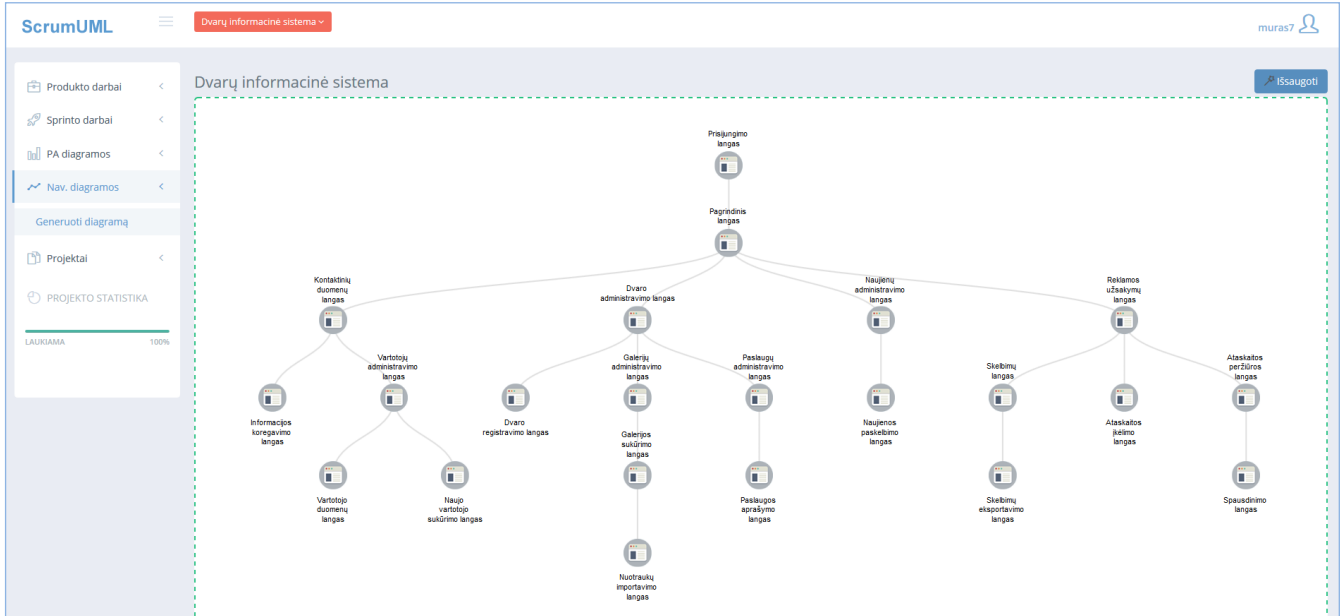 ScrumUML
Dvarų informacinė sistema
muras7
Produkto darbai
Sprinto darbai
PA diagramos
Nav. diagramos
Generuoti diagramą
Projektai
PROJEKTO STATISTIKA
LAUKIAMA 100%
Dvarų informacinė sistema
Išsaugoti
Prisijungimo
langas
Pagrindinis
langas
Kontaktinių
duomenų
langas
Dvaro
administravimo langas
Naujienų
administravimo
langas
Reklamos
užsakymų
langas
Informacijos
koregavimo
langas
Vartotojų
administravimo
langas
Dvaro
registravimo langas
Galerijų
administravimo
langas
Paslaugų
administravimo
langas
Naujienos
paskelbimo
langas
Skelbimų
langas
Ataskaitos
įkėlimo
langas
Ataskaitos
peržiūros
langas
Vartotojo
duomenų
langas
Naujo
vartotojo
sukūrimo langas
Galerijos
sukūrimo
langas
Paslaugos
aprašymo
langas
Skelbimų
eksportavimo
langas
Spausdinimo
langas
Nuotraukų
importavimo
langas